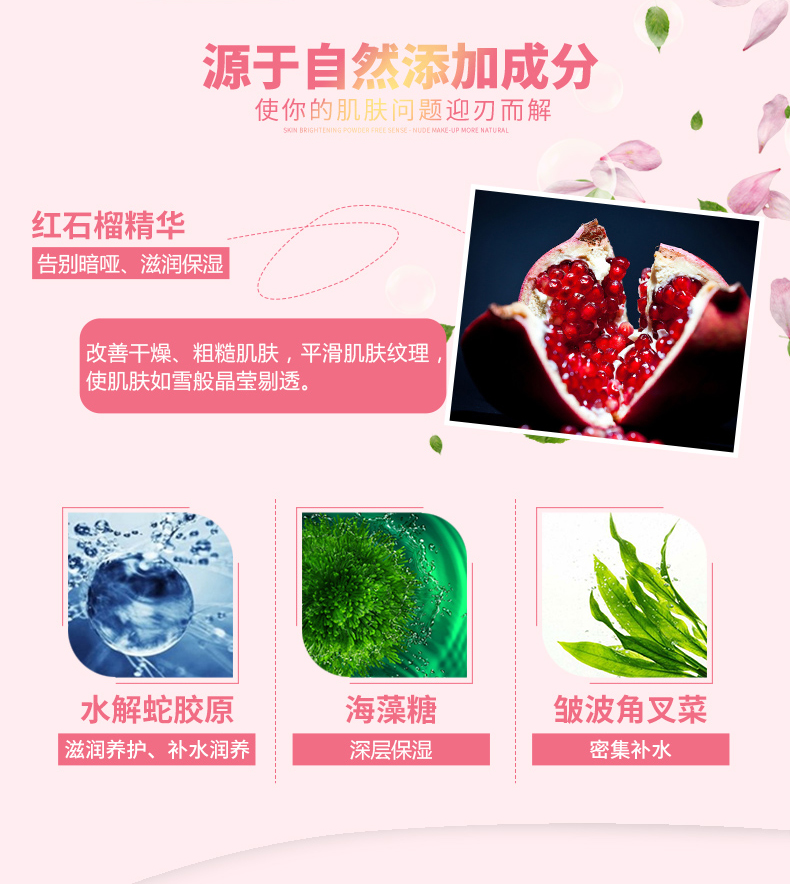 源于自然添加成分
使你的肌肤问题迎刃而解
SKIN BRIGHTENING POWDER FACE SENSE - NUDE MAKE-UP MORE NATURAL
红石榴精华
告别暗哑、滋润保湿
改善干燥、粗糙肌肤，平滑肌肤纹理，
使肌肤如雪般晶莹剔透。
水解蛇胶原
滋润养护、补水润养
海藻糖
深层保湿
皱波角叉菜
密集补水